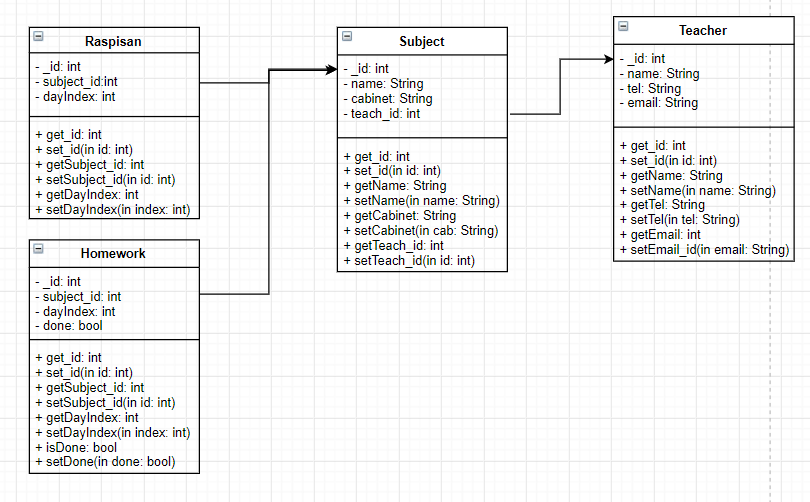 Raspisan
- _id: int
- subject_id:int
- dayIndex: int
+ get_id: int
+ set_id(in id: int)
+ getSubject_id: int
+ setSubject_id(in id: int)
+ getDayIndex: int
+ setDayIndex(in index: int)
Homework
- _id: int
- subject_id: int
- dayIndex: int
- done: bool
+ get_id: int
+ set_id(in id: int)
+ getSubject_id: int
+ setSubject_id(in id: int)
+ getDayIndex: int
+ setDayIndex(in index: int)
+ isDone: bool
+ setDone(in done: bool)
Subject
- _id: int
- name: String
- cabinet: String
- teach_id: int
+ get_id: int
+ set_id(in id: int)
+ getName: String
+ setName(in name: String)
+ getCabinet: String
+ setCabinet(in cab: String)
+ getTeach_id: int
+ setTeach_id(in id: int)
Teacher
- _id: int
- name: String
- tel: String
- email: String
+ get_id: int
+ set_id(in id: int)
+ getName: String
+ setName(in name: String)
+ getTel: String
+ setTel(in tel: String)
+ getEmail: int
+ setEmail_id(in email: String)